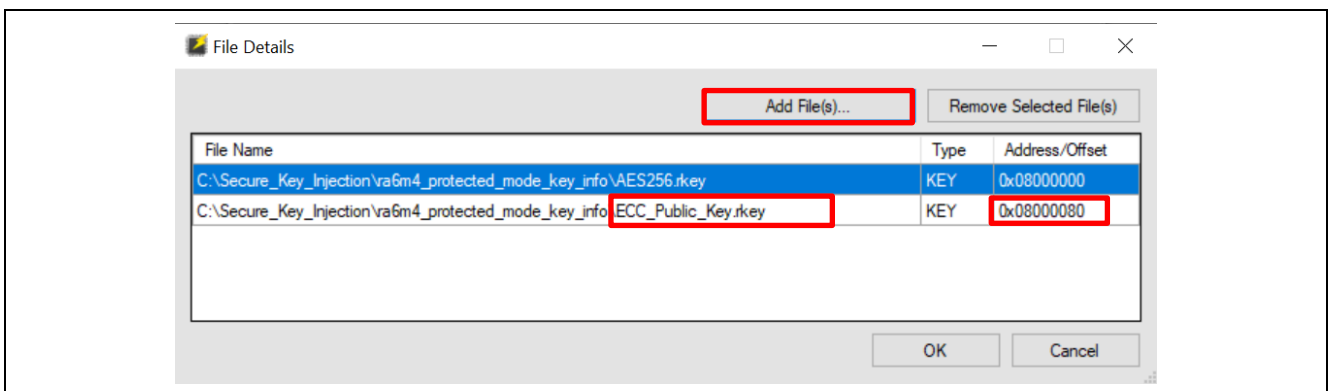 File Details
Add File(s)... Remove Selected File(s)
File Name Type Address/Offset
C:\Secure_Key_Injection\ra6m4_protected_mode_key_info\AES256.rkey KEY 0x08000000
C:\Secure_Key_Injection\ra6m4_protected_mode_key_info\ECC_Public_Key.rkey KEY 0x08000080
OK Cancel